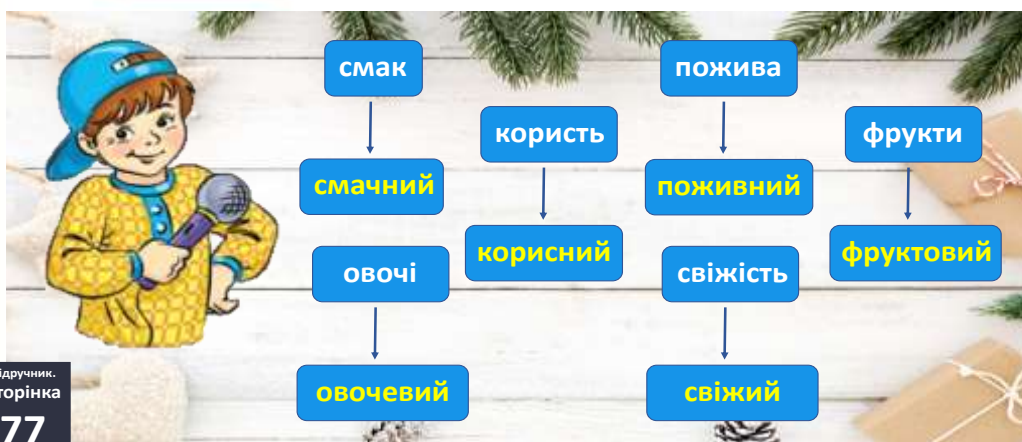 смак
смачний
користь
корисний
пожива
поживний
фрукти
фруктовий
овочі
овочевий
свіжість
свіжий
ідручник.
торінка
77